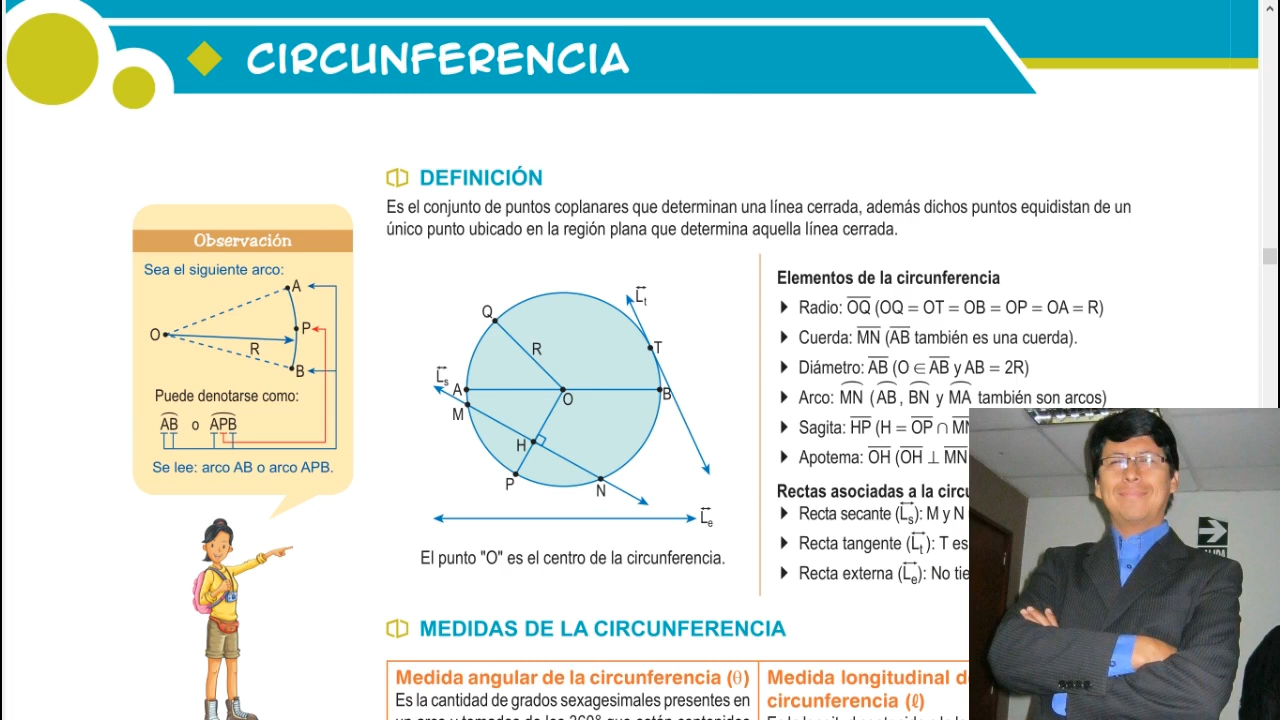 CIRCUNFERENCIA
DEFINICIÓN
Es el conjunto de puntos coplanares que determinan una línea cerrada, además dichos puntos equidistan de un
único punto ubicado en la región plana que determina aquella línea cerrada.
Observación
Sea el siguiente arco:
A
O
P
R
B
Puede denotarse como:
AB o APB
Se lee: arco AB o arco APB.
Q
L_t
R
T
L_s
A
O
B
M
H
P
N
L_e
El punto "O" es el centro de la circunferencia.
Elementos de la circunferencia
Radio: OQ (OQ = OT = OB = OP = OA = R)
Cuerda: MN (AB también es una cuerda).
Diámetro: AB (O ∈ AB y AB = 2R)
Arco: MN (AB, BN y MA también son arcos)
Sagita: HP (H = OP ∩ MN
Apotema: OH (OH ⊥ MN
Rectas asociadas a la circu
Recta secante (L_s): M y N
Recta tangente (L_t): T es
Recta externa (L_e): No tie
MEDIDAS DE LA CIRCUNFERENCIA
Medida angular de la circunferencia (θ)
Es la cantidad de grados sexagesimales presentes en
Medida longitudinal d
circunferencia (ℓ)